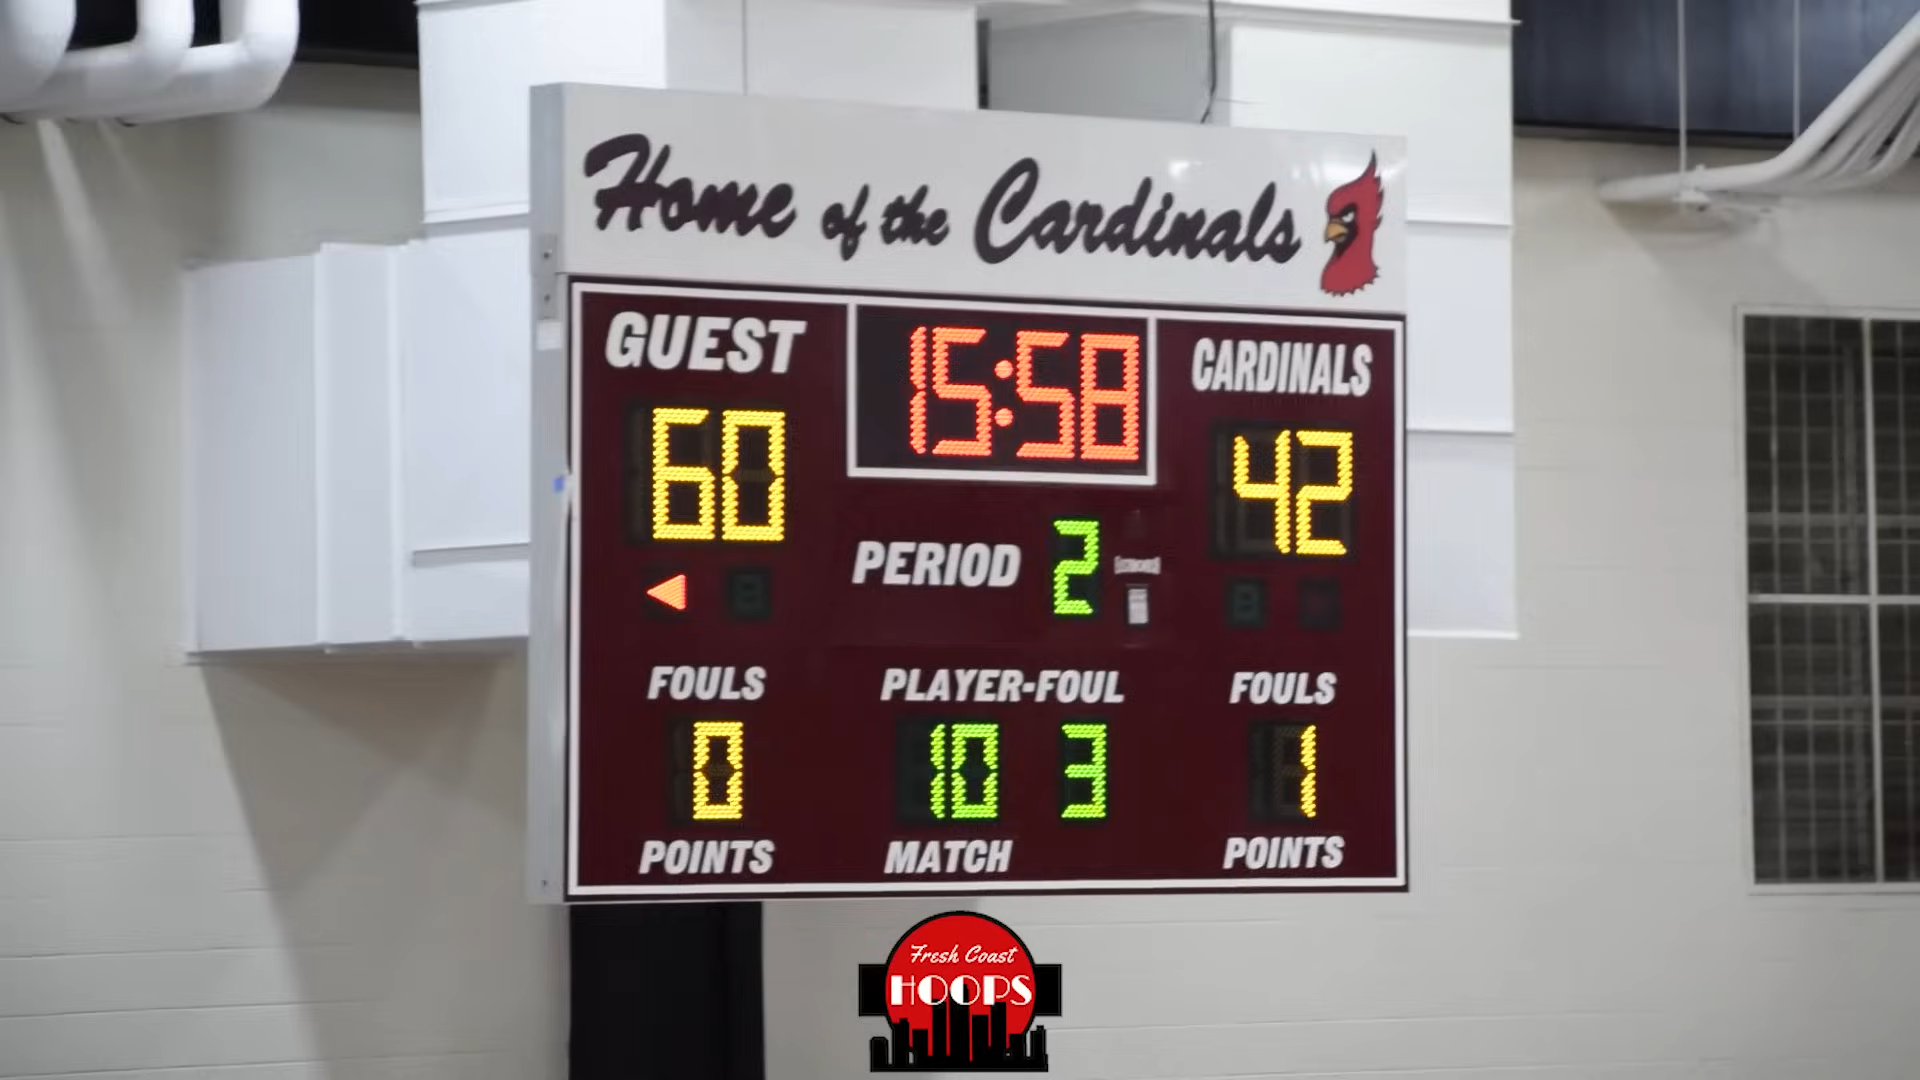 Home of the Cardinals
GUEST
15:58
CARDINALS
60
42
PERIOD 2
FOULS
PLAYER-FOUL
FOULS
0
10 3
1
POINTS
MATCH
POINTS
Fresh Coast
HOOPS